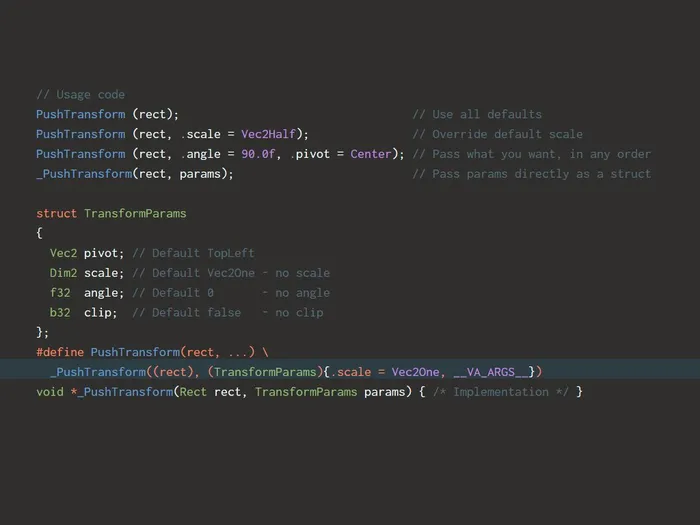 // Usage code
PushTransform (rect);                                  // Use all defaults
PushTransform (rect, .scale = Vec2Half);               // Override default scale
PushTransform (rect, .angle = 90.0f, .pivot = Center); // Pass what you want, in any order
_PushTransform(rect, params);                          // Pass params directly as a struct
struct TransformParams
{
  Vec2 pivot; // Default TopLeft
  Dim2 scale; // Default Vec2One - no scale
  f32  angle; // Default 0       - no angle
  b32  clip;  // Default false   - no clip
};
#define PushTransform(rect, ...) \
  _PushTransform((rect), (TransformParams){.scale = Vec2One, __VA_ARGS__})
void *_PushTransform(Rect rect, TransformParams params) { /* Implementation */ }